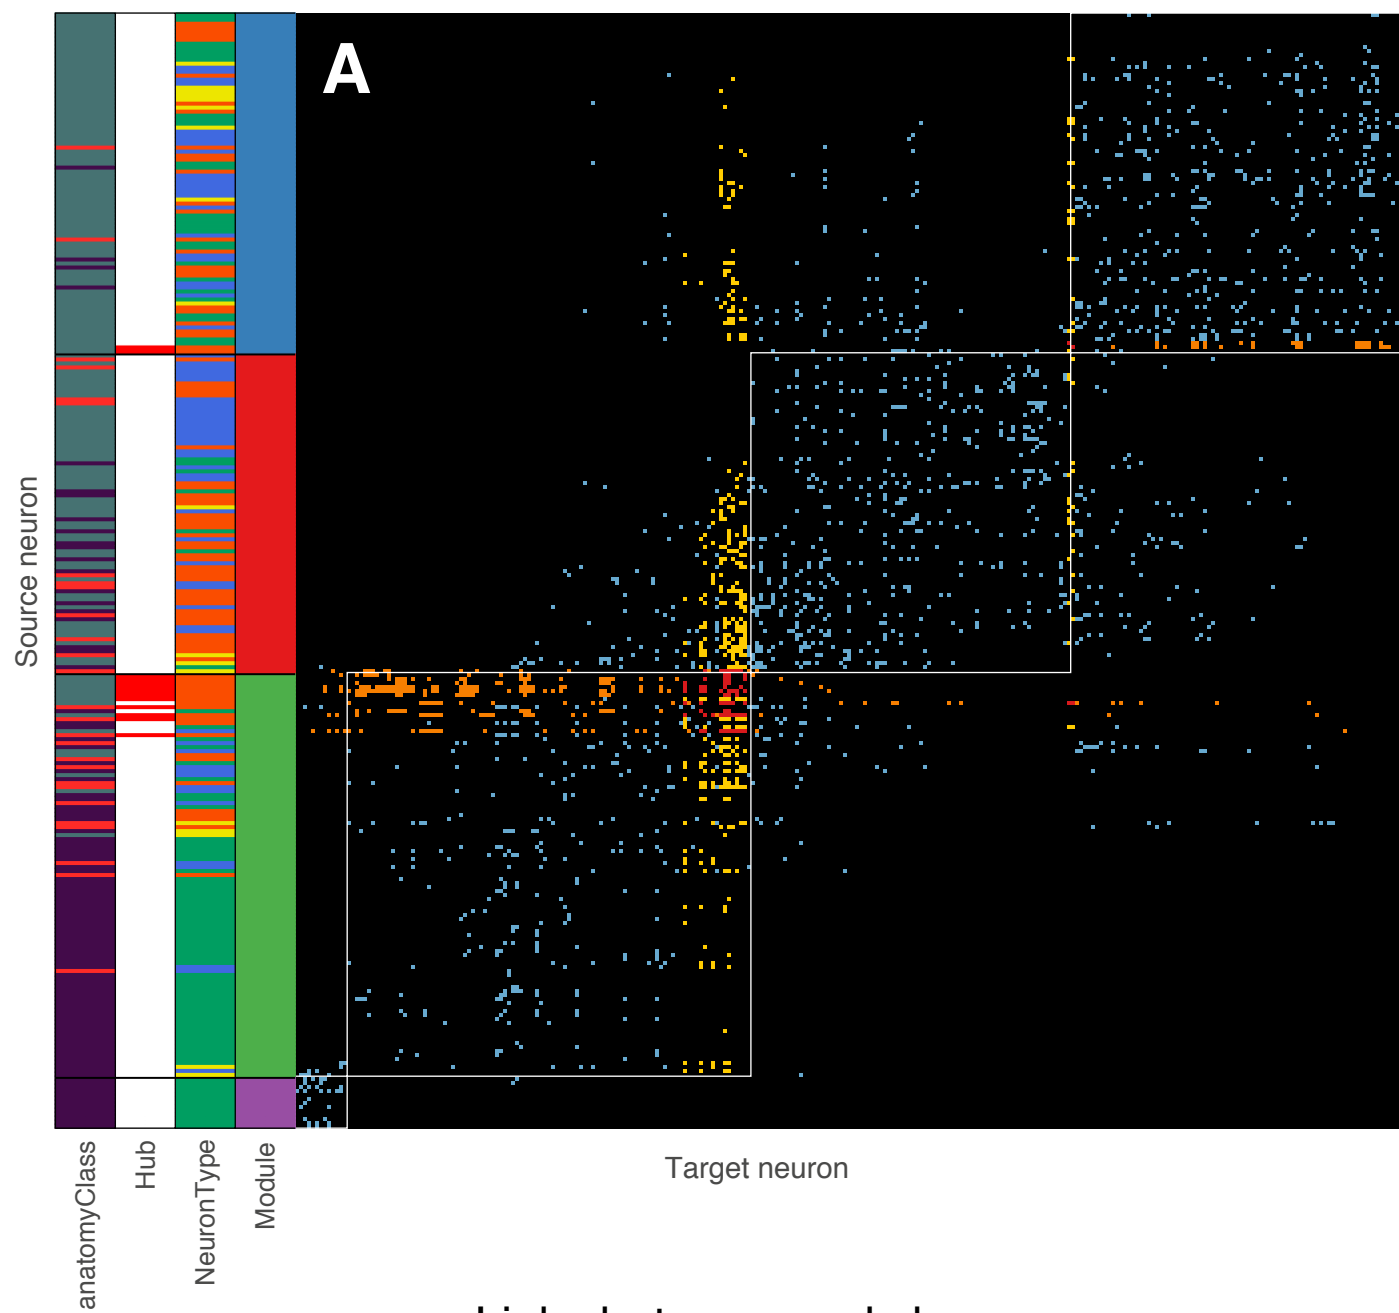 A
Source neuron
Target neuron
anatomyClass
Hub
NeuronType
Module